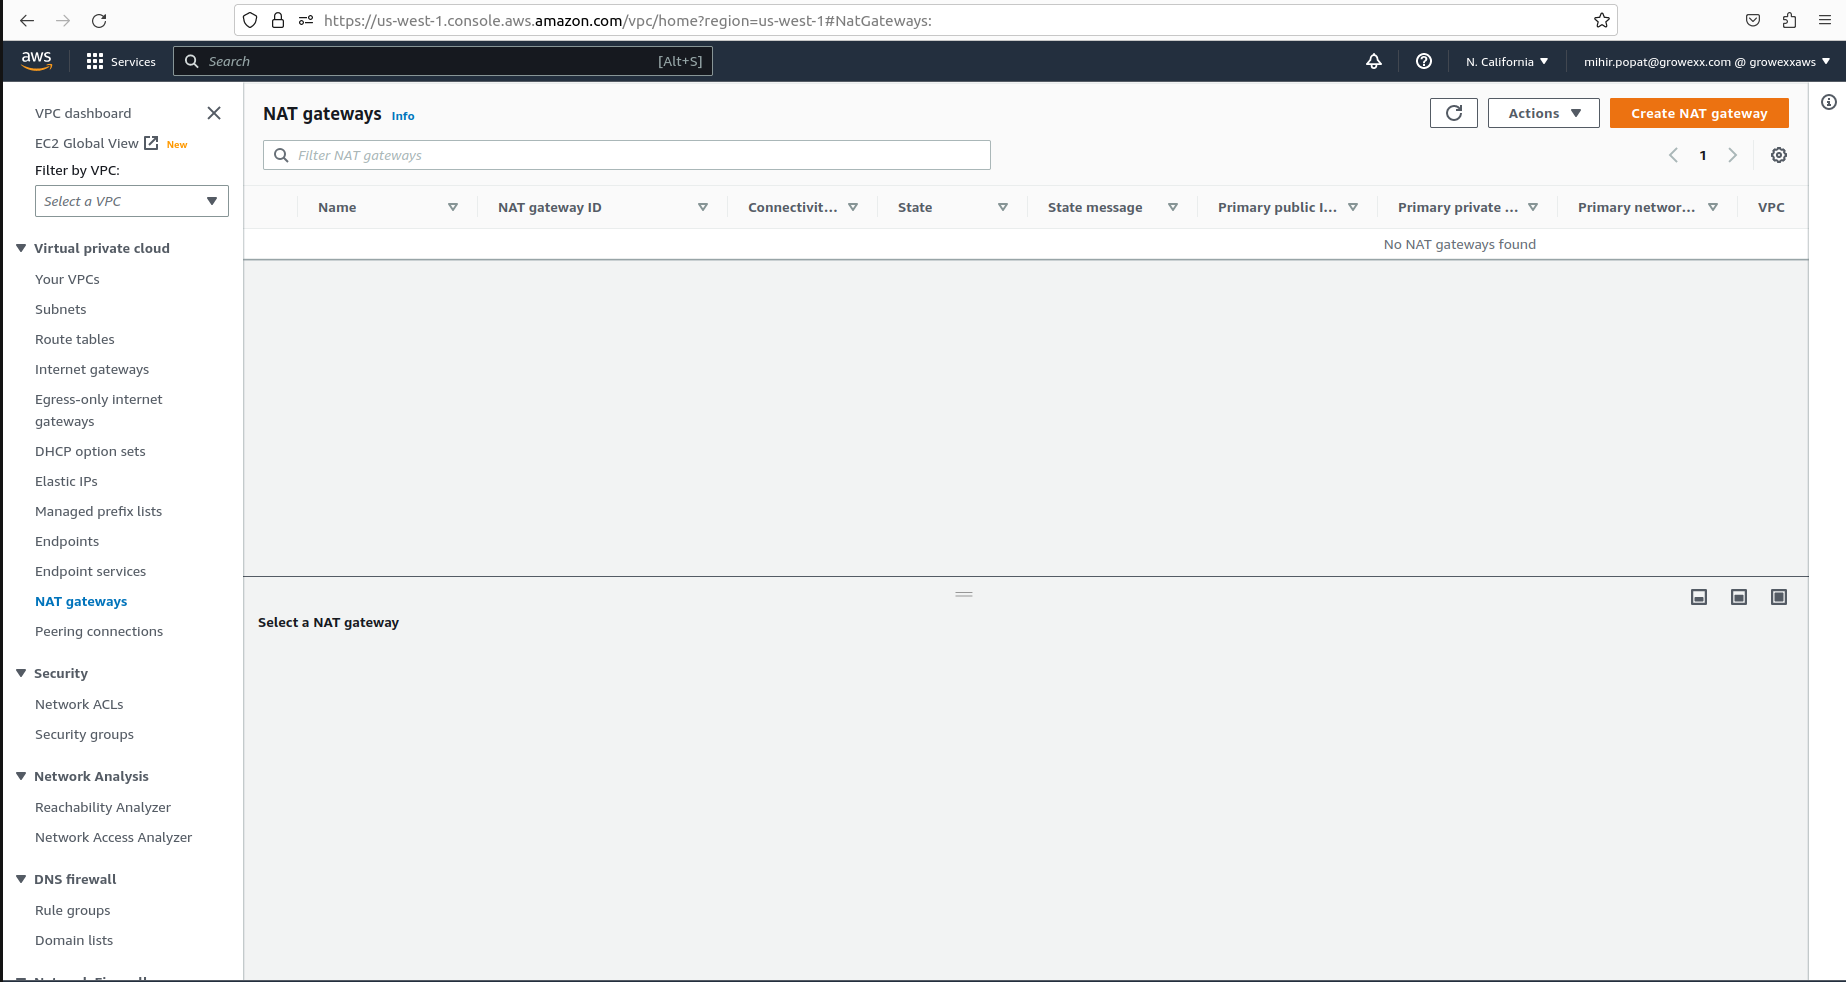 https://us-west-1.console.aws.amazon.com/vpc/home?region=us-west-1#NatGateways:
aws
Services
Search
[Alt+S]
N. California
mihir.popat@growexx.com @ growexxaws
VPC dashboard
EC2 Global View
New
Filter by VPC:
Select a VPC
Virtual private cloud
Your VPCs
Subnets
Route tables
Internet gateways
Egress-only internet
gateways
DHCP option sets
Elastic IPs
Managed prefix lists
Endpoints
Endpoint services
NAT gateways
Peering connections
Security
Network ACLs
Security groups
Network Analysis
Reachability Analyzer
Network Access Analyzer
DNS firewall
Rule groups
Domain lists
NAT gateways
Info
Actions
Create NAT gateway
Filter NAT gateways
1
Name
NAT gateway ID
Connectivit...
State
State message
Primary public I...
Primary private ...
Primary networ...
VPC
No NAT gateways found
Select a NAT gateway